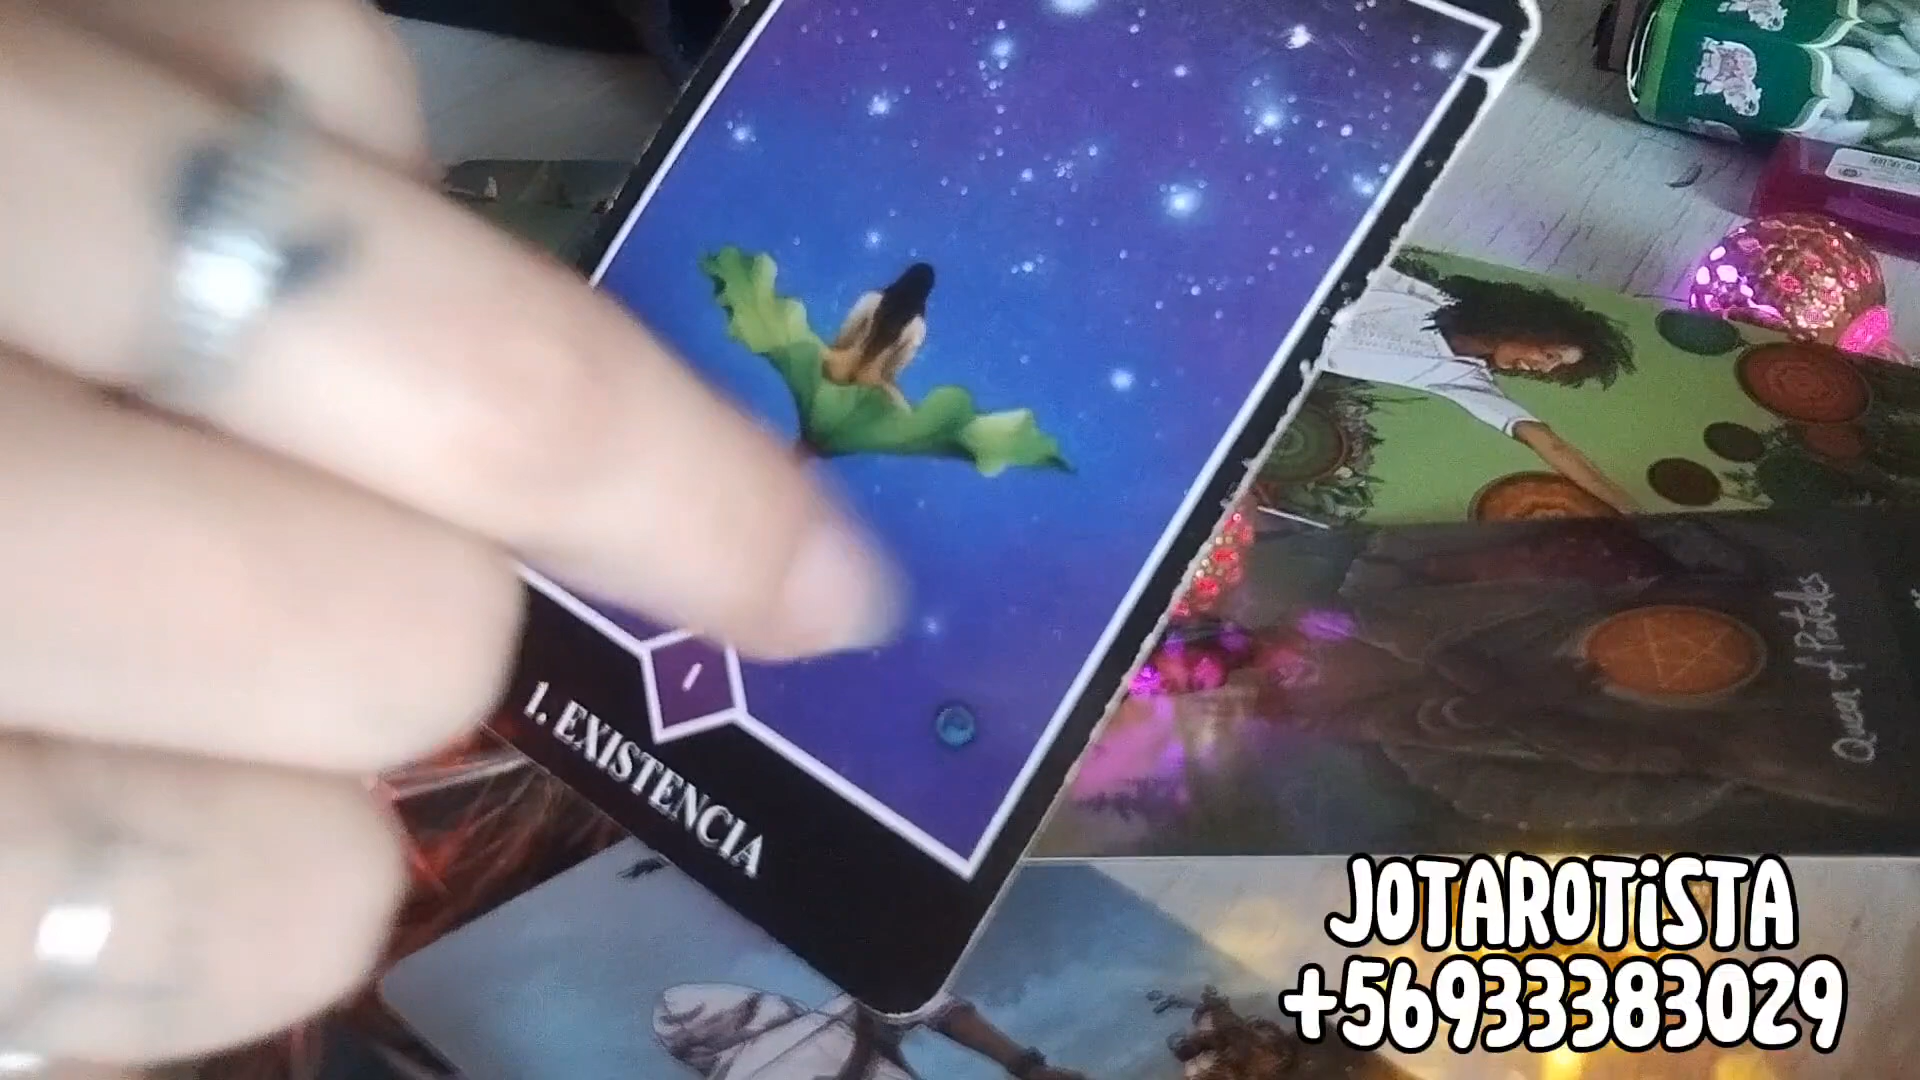 I
1. EXISTENCIA
Queen of Pentacles
JOTAROTiSTA
+56933383029